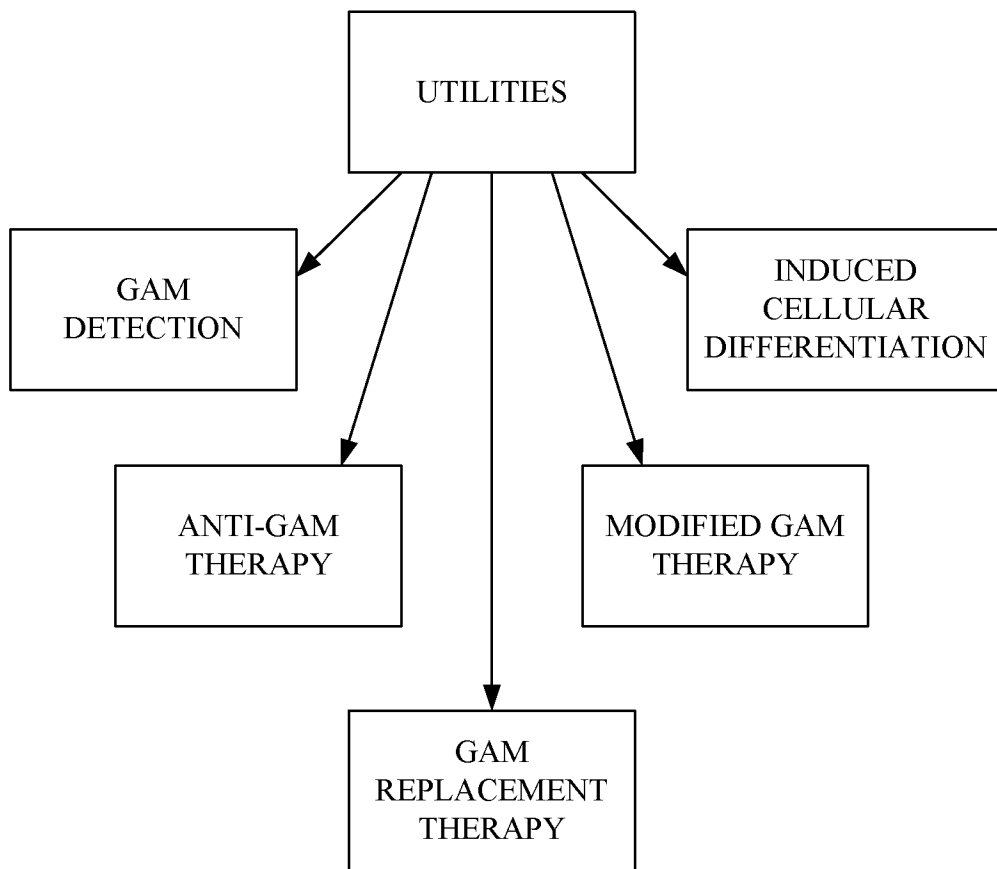 UTILITIES
GAM
DETECTION
INDUCED
CELLULAR
DIFFERENTIATION
ANTI-GAM
THERAPY
MODIFIED GAM
THERAPY
GAM
REPLACEMENT
THERAPY